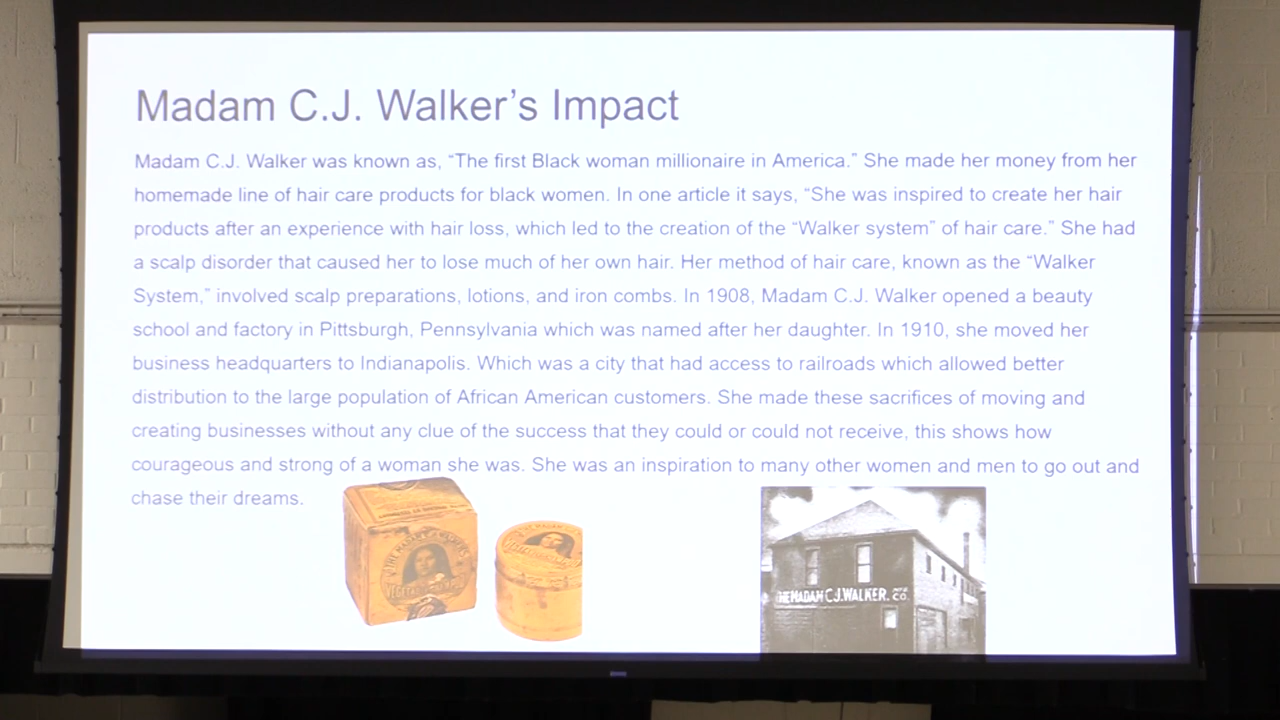 Madam C.J. Walker's Impact
Madam C.J. Walker was known as, “The first Black woman millionaire in America.” She made her money from her
homemade line of hair care products for black women. In one article it says, “She was inspired to create her hair
products after an experience with hair loss, which led to the creation of the “Walker system” of hair care.” She had
a scalp disorder that caused her to lose much of her own hair. Her method of hair care, known as the “Walker
System,” involved scalp preparations, lotions, and iron combs. In 1908, Madam C.J. Walker opened a beauty
school and factory in Pittsburgh, Pennsylvania which was named after her daughter. In 1910, she moved her
business headquarters to Indianapolis. Which was a city that had access to railroads which allowed better
distribution to the large population of African American customers. She made these sacrifices of moving and
creating businesses without any clue of the success that they could or could not receive, this shows how
courageous and strong of a woman she was. She was an inspiration to many other women and men to go out and
chase their dreams.
THE MADAM C.J.WALKER. MFG CO.